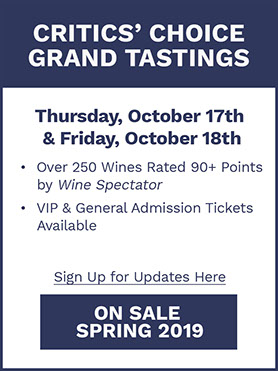 CRITICS’ CHOICE
GRAND TASTINGS
Thursday, October 17th
& Friday, October 18th
• Over 250 Wines Rated 90+ Points
by Wine Spectator
• VIP & General Admission Tickets
Available
Sign Up for Updates Here
ON SALE
SPRING 2019